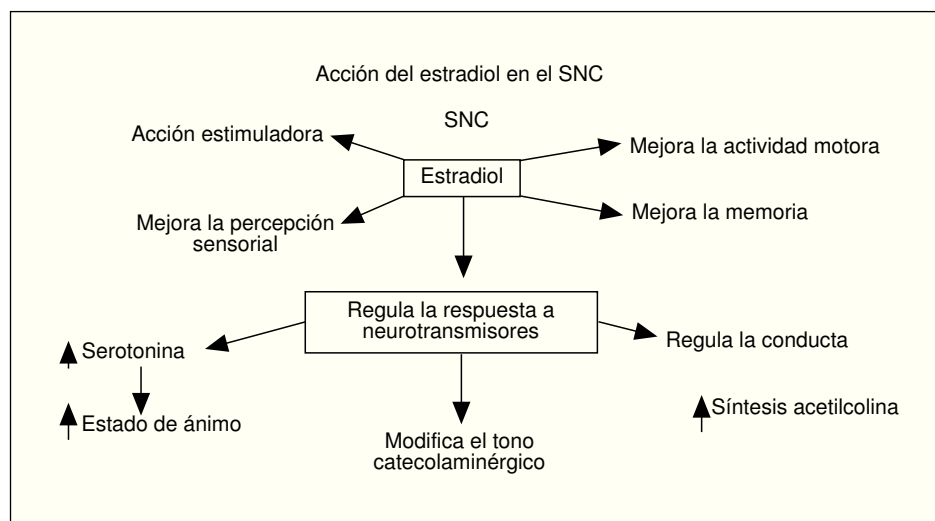 Acción del estradiol en el SNC
SNC
Acción estimuladora
Mejora la actividad motora
Estradiol
Mejora la percepción
sensorial
Mejora la memoria
Regula la respuesta a
neurotransmisores
Serotonina
Regula la conducta
Estado de ánimo
Síntesis acetilcolina
Modifica el tono
catecolaminérgico